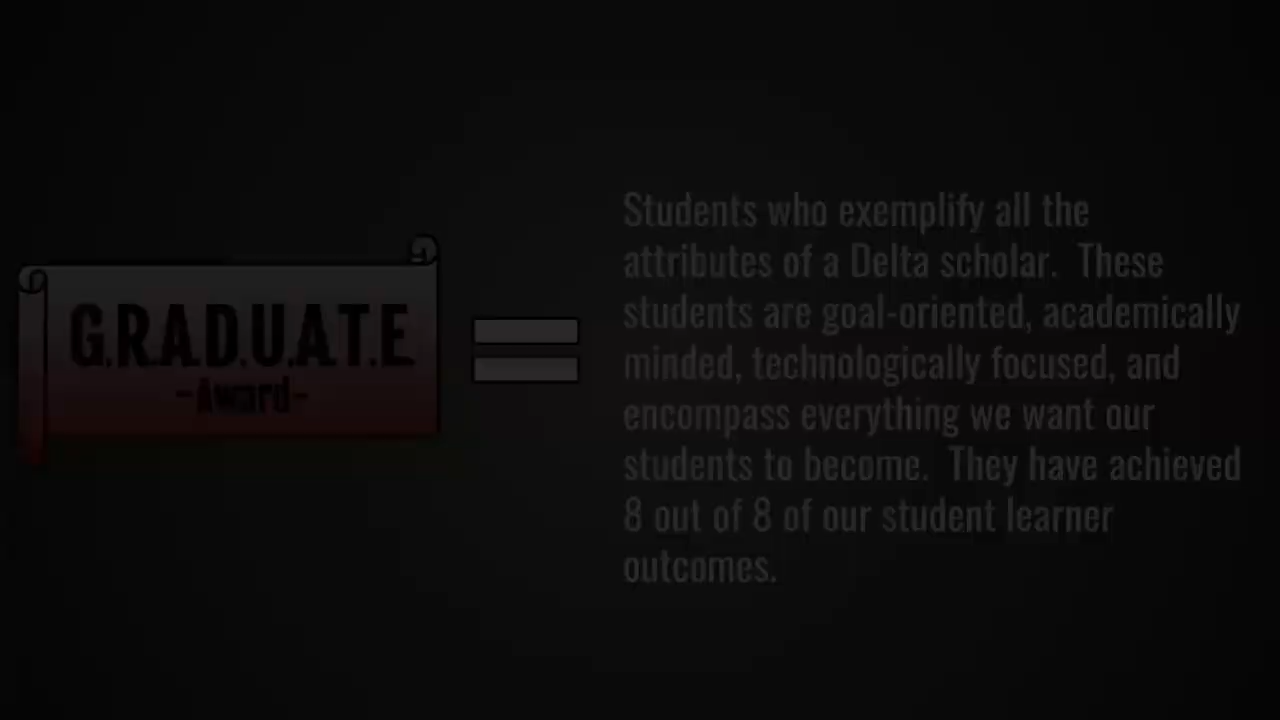 G.R.A.D.U.A.T.E
-Award-
=
Students who exemplify all the
attributes of a Delta scholar.  These
students are goal-oriented, academically
minded, technologically focused, and
encompass everything we want our
students to become.  They have achieved
8 out of 8 of our student learner
outcomes.